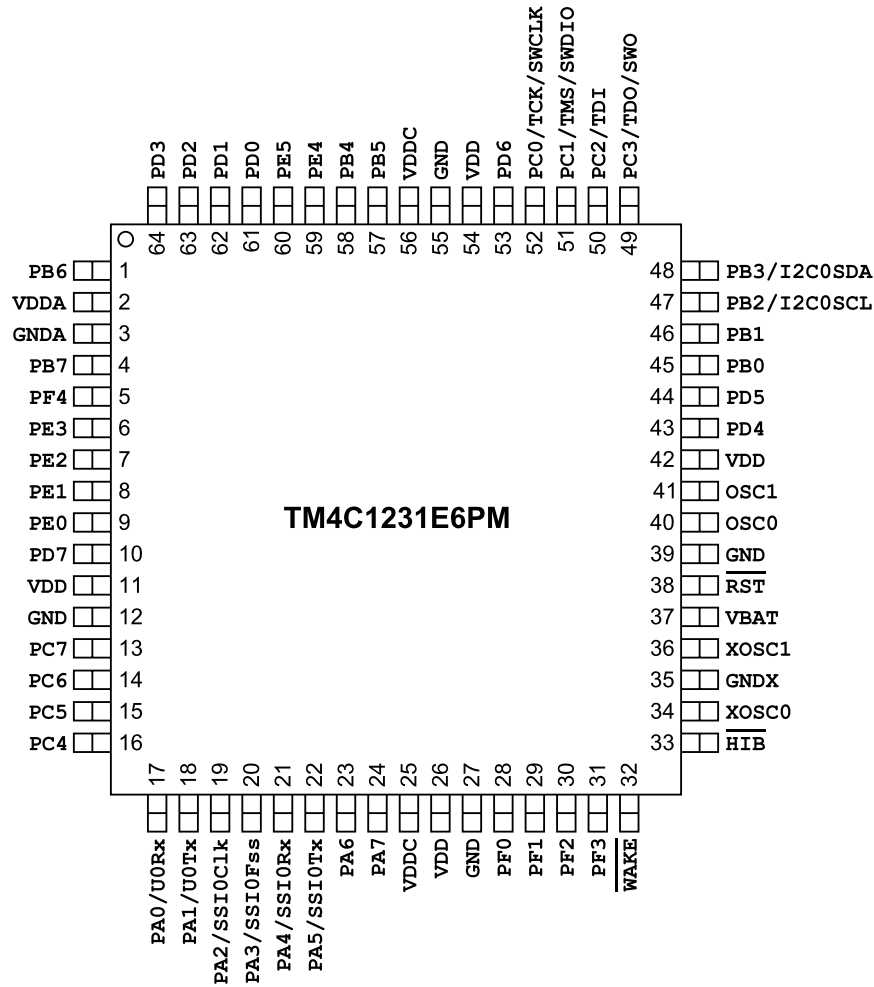 PD3
PD2
PD1
PD0
PE5
PE4
PB4
PB5
VDDC
GND
VDD
PD6
PC0/TCK/SWCLK
PC1/TMS/SWDIO
PC2/TDI
PC3/TDO/SWO
64
63
62
61
60
59
58
57
56
55
54
53
52
51
50
49
PB6 1
VDDA 2
GNDA 3
PB7 4
PF4 5
PE3 6
PE2 7
PE1 8
PE0 9
PD7 10
VDD 11
GND 12
PC7 13
PC6 14
PC5 15
PC4 16
TM4C1231E6PM
48 PB3/I2C0SDA
47 PB2/I2C0SCL
46 PB1
45 PB0
44 PD5
43 PD4
42 VDD
41 OSC1
40 OSC0
39 GND
38 RST
37 VBAT
36 XOSC1
35 GNDX
34 XOSC0
33 HIB
17
18
19
20
21
22
23
24
25
26
27
28
29
30
31
32
PA0/U0Rx
PA1/U0Tx
PA2/SSI0Clk
PA3/SSI0Fss
PA4/SSI0Rx
PA5/SSI0Tx
PA6
PA7
VDDC
VDD
GND
PF0
PF1
PF2
PF3
WAKE